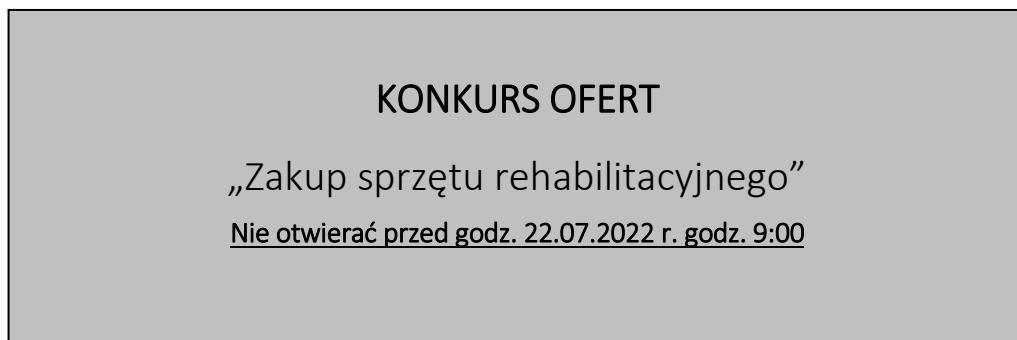 KONKURS OFERT
„Zakup sprzętu rehabilitacyjnego”
Nie otwierać przed godz. 22.07.2022 r. godz. 9:00